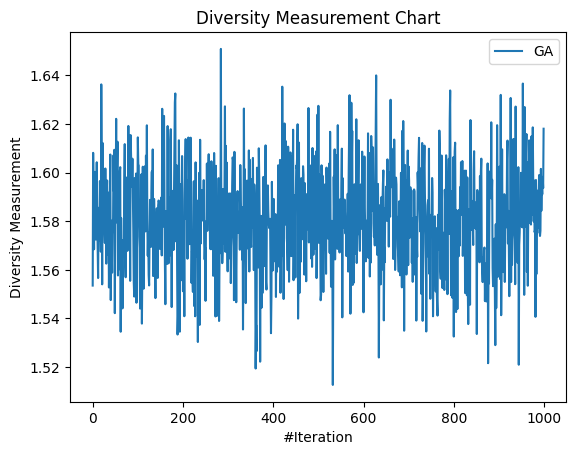 Diversity Measurement Chart
GA
Diversity Measurement
1.64
1.62
1.60
1.58
1.56
1.54
1.52
0 200 400 600 800 1000
#Iteration